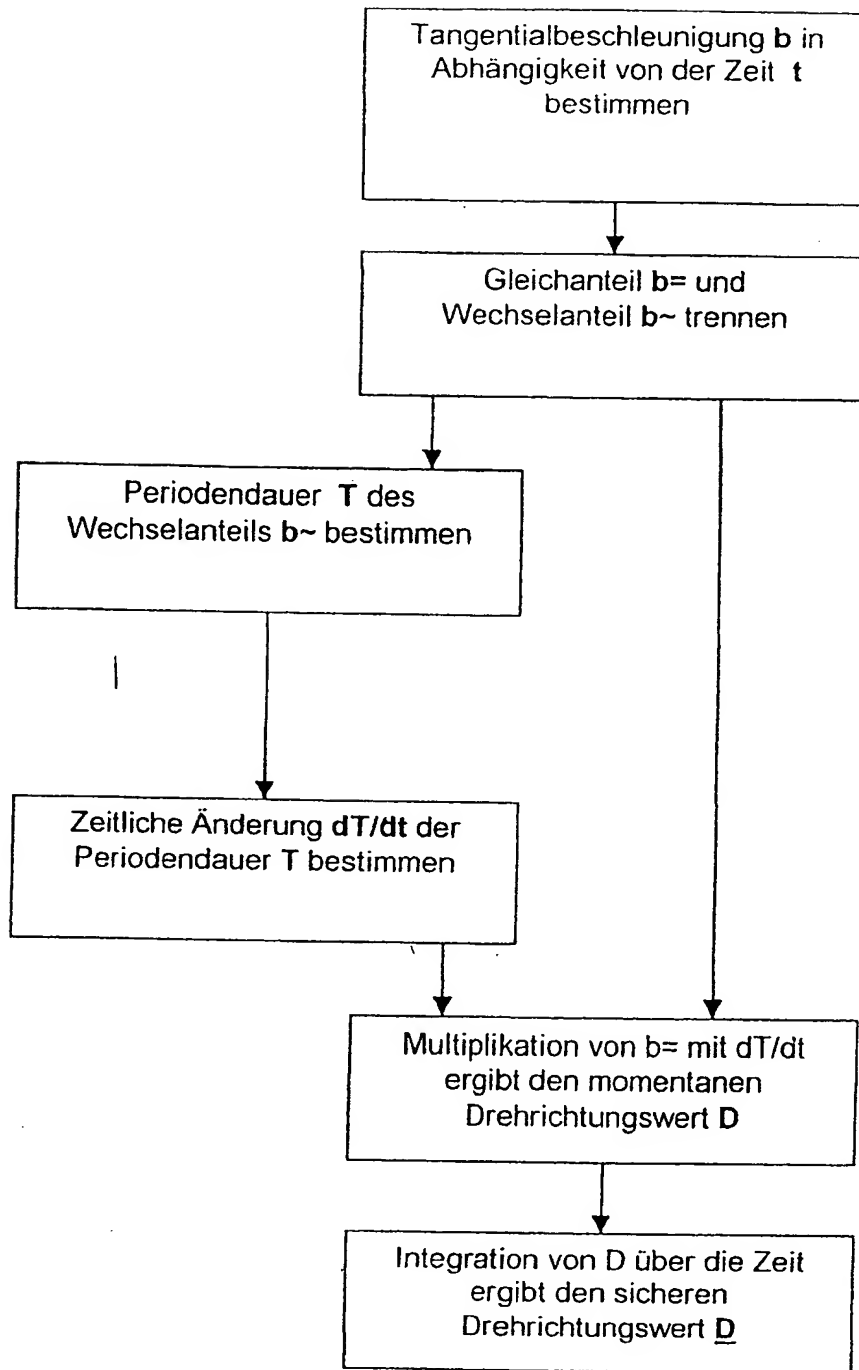 Tangentialbeschleunigung b in
Abhängigkeit von der Zeit t
bestimmen
Gleichanteil b= und
Wechselanteil b~ trennen
Periodendauer T des
Wechselanteils b~ bestimmen
Zeitliche Änderung dT/dt der
Periodendauer T bestimmen
Multiplikation von b= mit dT/dt
ergibt den momentanen
Drehrichtungswert D
Integration von D über die Zeit
ergibt den sicheren
Drehrichtungswert D